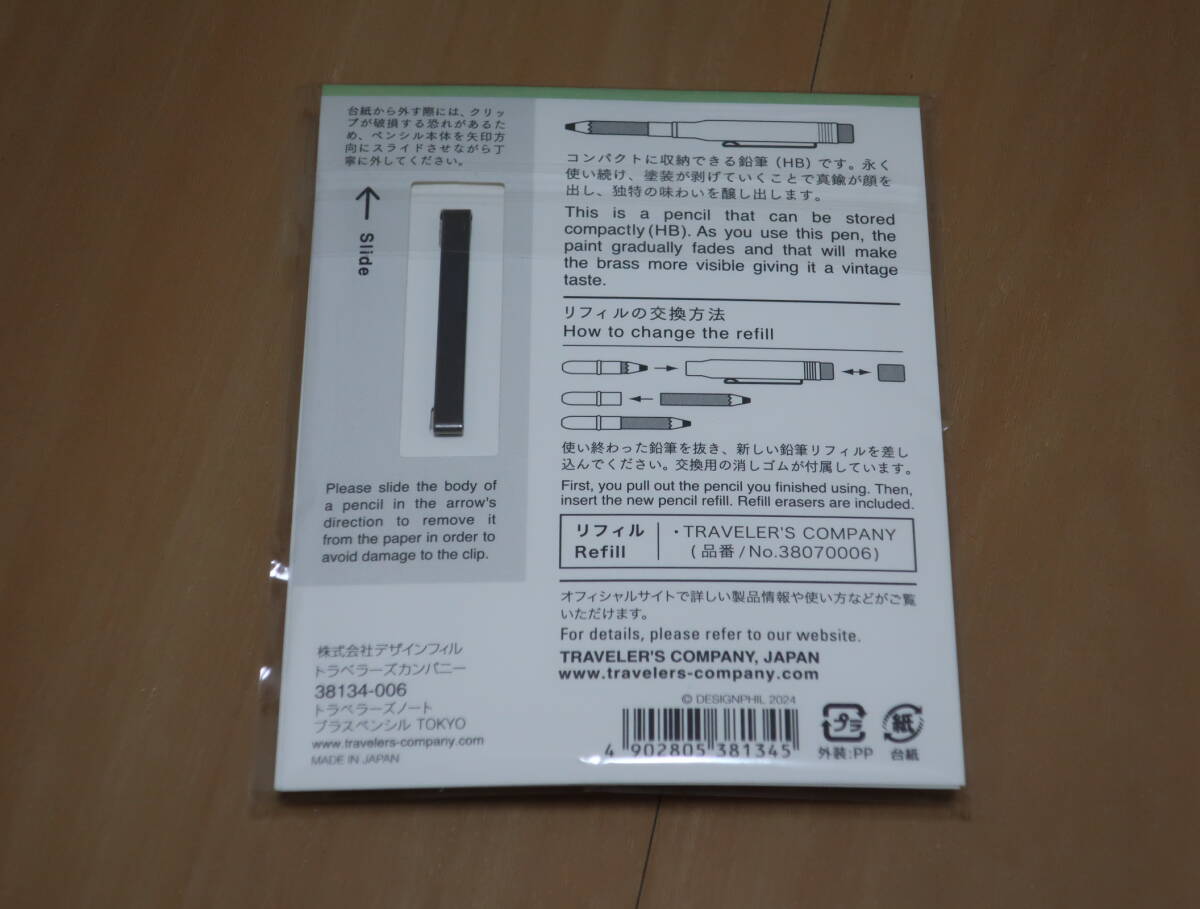 台紙から外す際には、クリッ
プが破損する恐れがあるた
め、ペンシル本体を矢印方
向にスライドさせながら丁
寧に外してください。
Slide
Please slide the body of
a pencil in the arrow's
direction to remove it
from the paper in order to
avoid damage to the clip.
株式会社デザインフィル
トラベラーズカンパニー
38134-006
トラベラーズノート
ブラスペンシル TOKYO
www.travelers-company.com
MADE IN JAPAN
コンパクトに収納できる鉛筆（HB）です。永く
使い続け、塗装が剥げていくことで真鍮が顔を
出し、独特の味わいを醸し出します。
This is a pencil that can be stored
compactly (HB). As you use this pen, the
paint gradually fades and that will make
the brass more visible giving it a vintage
taste.
リフィルの交換方法
How to change the refill
使い終わった鉛筆を抜き、新しい鉛筆リフィルを差し
込んでください。交換用の消しゴムが付属しています。
First, you pull out the pencil you finished using. Then,
insert the new pencil refill. Refill erasers are included.
リフィル
Refill
・TRAVELER'S COMPANY
(品番/No.38070006)
オフィシャルサイトで詳しい製品情報や使い方などがご覧
いただけます。
For details, please refer to our website.
TRAVELER'S COMPANY, JAPAN
www.travelers-company.com
© DESIGNPHIL 2024
4 902805 381345
プラ
外装:PP
紙
台紙